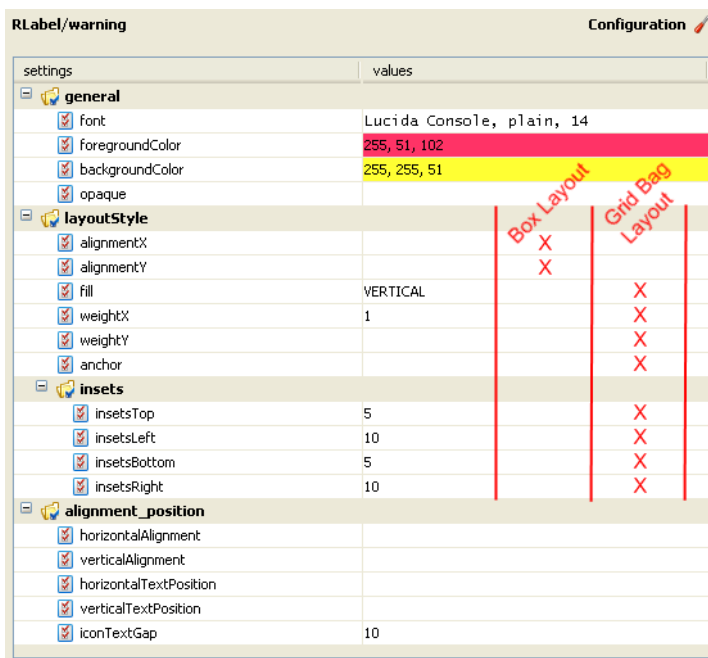 RLabel/warning Configuration
settings values
general
font Lucida Console, plain, 14
foregroundColor 255, 51, 102
backgroundColor 255, 255, 51
opaque
Box Layout
Grid Bag
Layout
layoutStyle
alignmentX X
alignmentY X
fill VERTICAL X
weightX 1 X
weightY X
anchor X
insets
insetsTop 5 X
insetsLeft 10 X
insetsBottom 5 X
insetsRight 10 X
alignment_position
horizontalAlignment
verticalAlignment
horizontalTextPosition
verticalTextPosition
iconTextGap 10